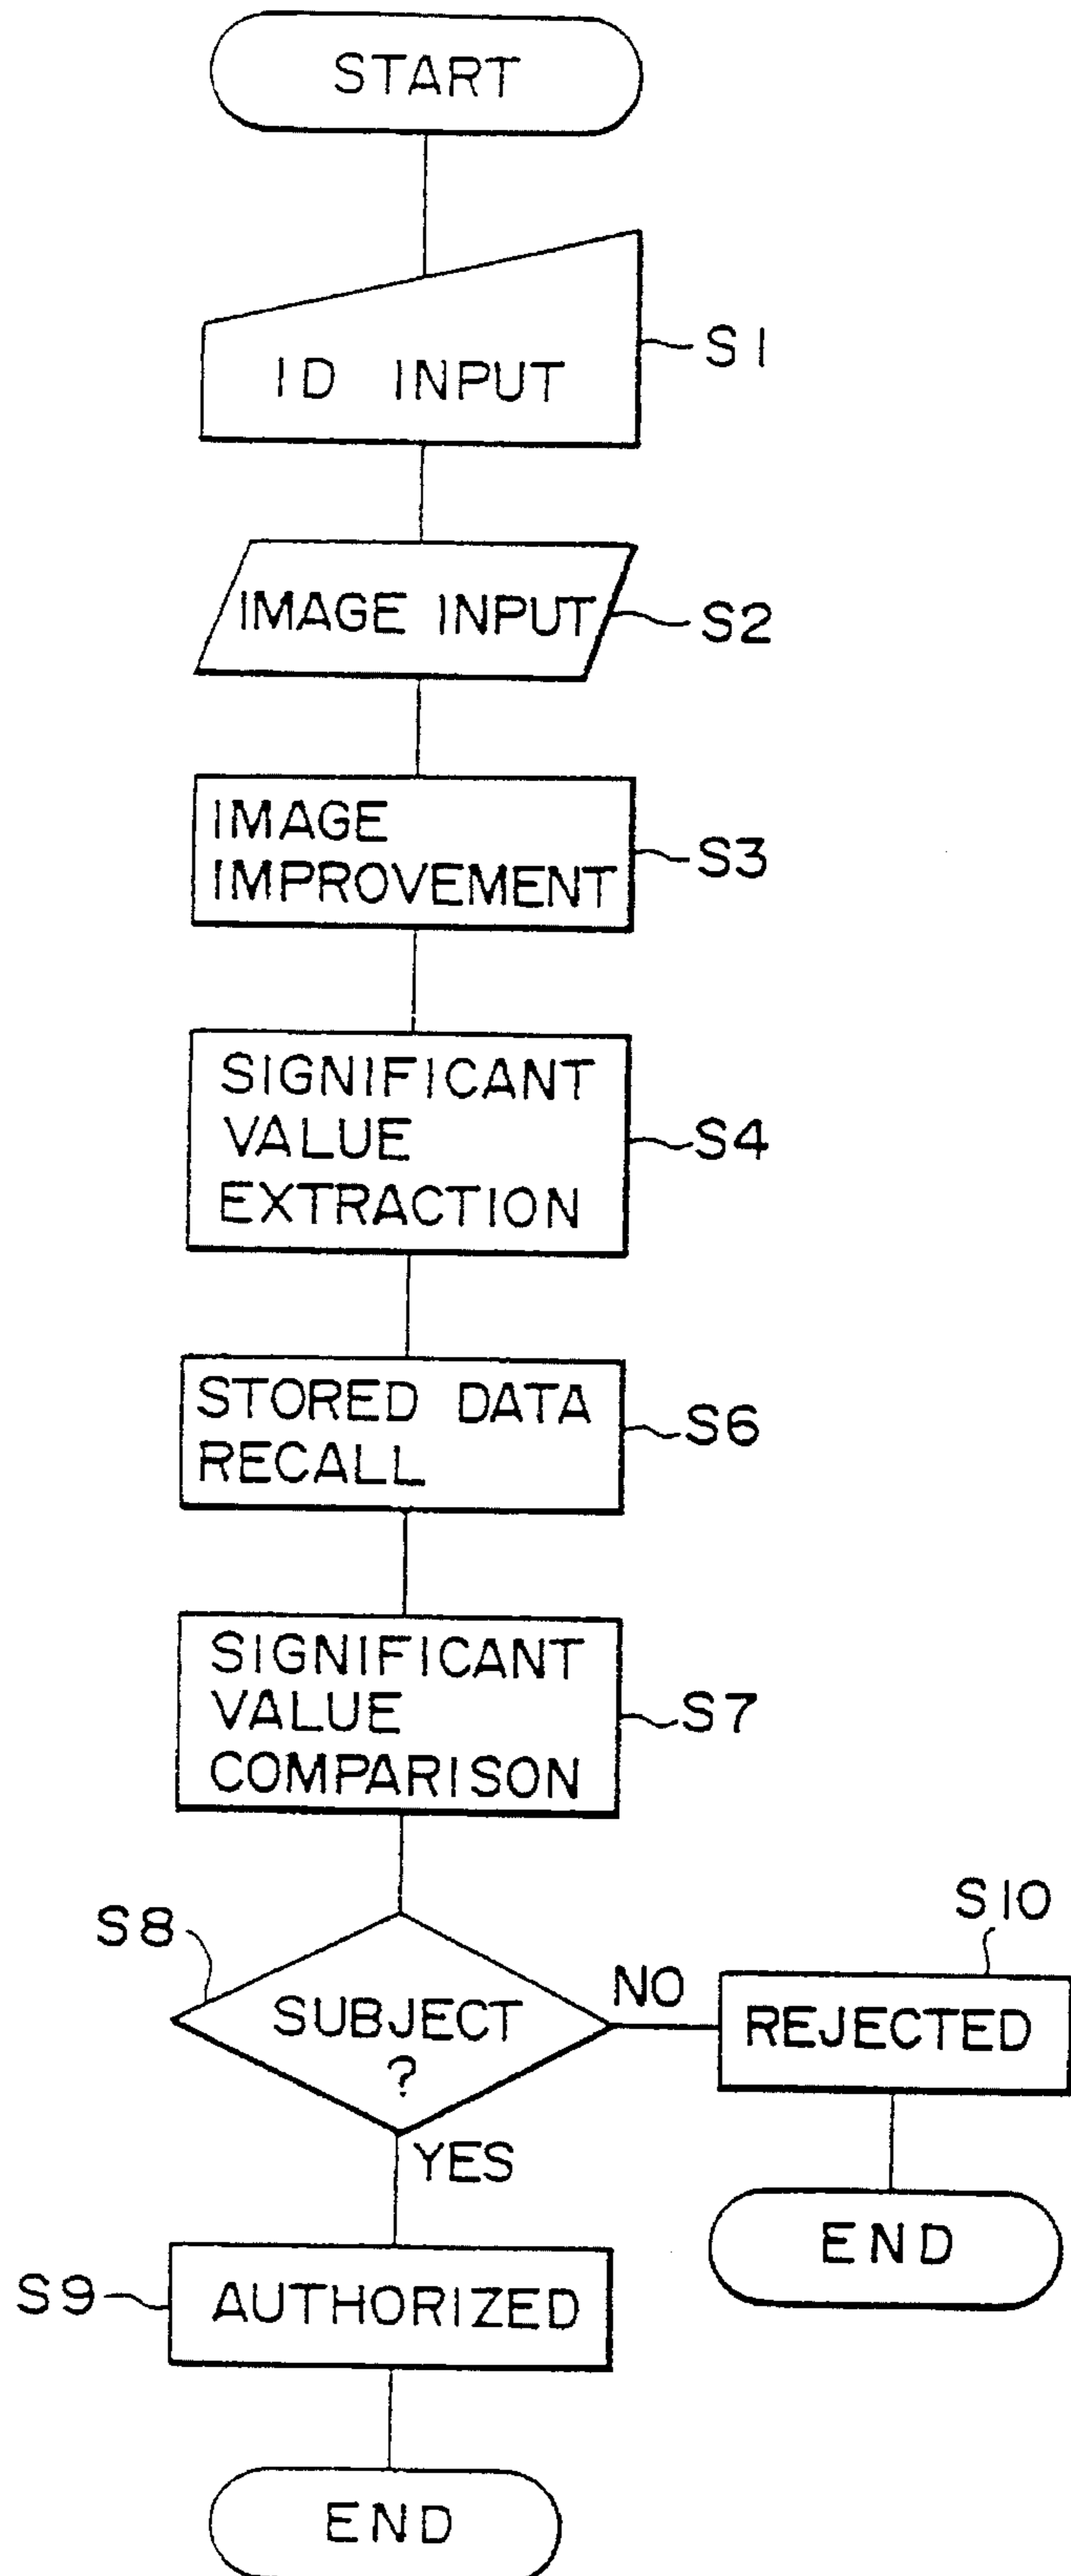 START
ID INPUT
S1
IMAGE INPUT
S2
IMAGE
IMPROVEMENT
S3
SIGNIFICANT
VALUE
EXTRACTION
S4
STORED DATA
RECALL
S6
SIGNIFICANT
VALUE
COMPARISON
S7
S8
SUBJECT
?
NO
S10
REJECTED
END
YES
S9
AUTHORIZED
END